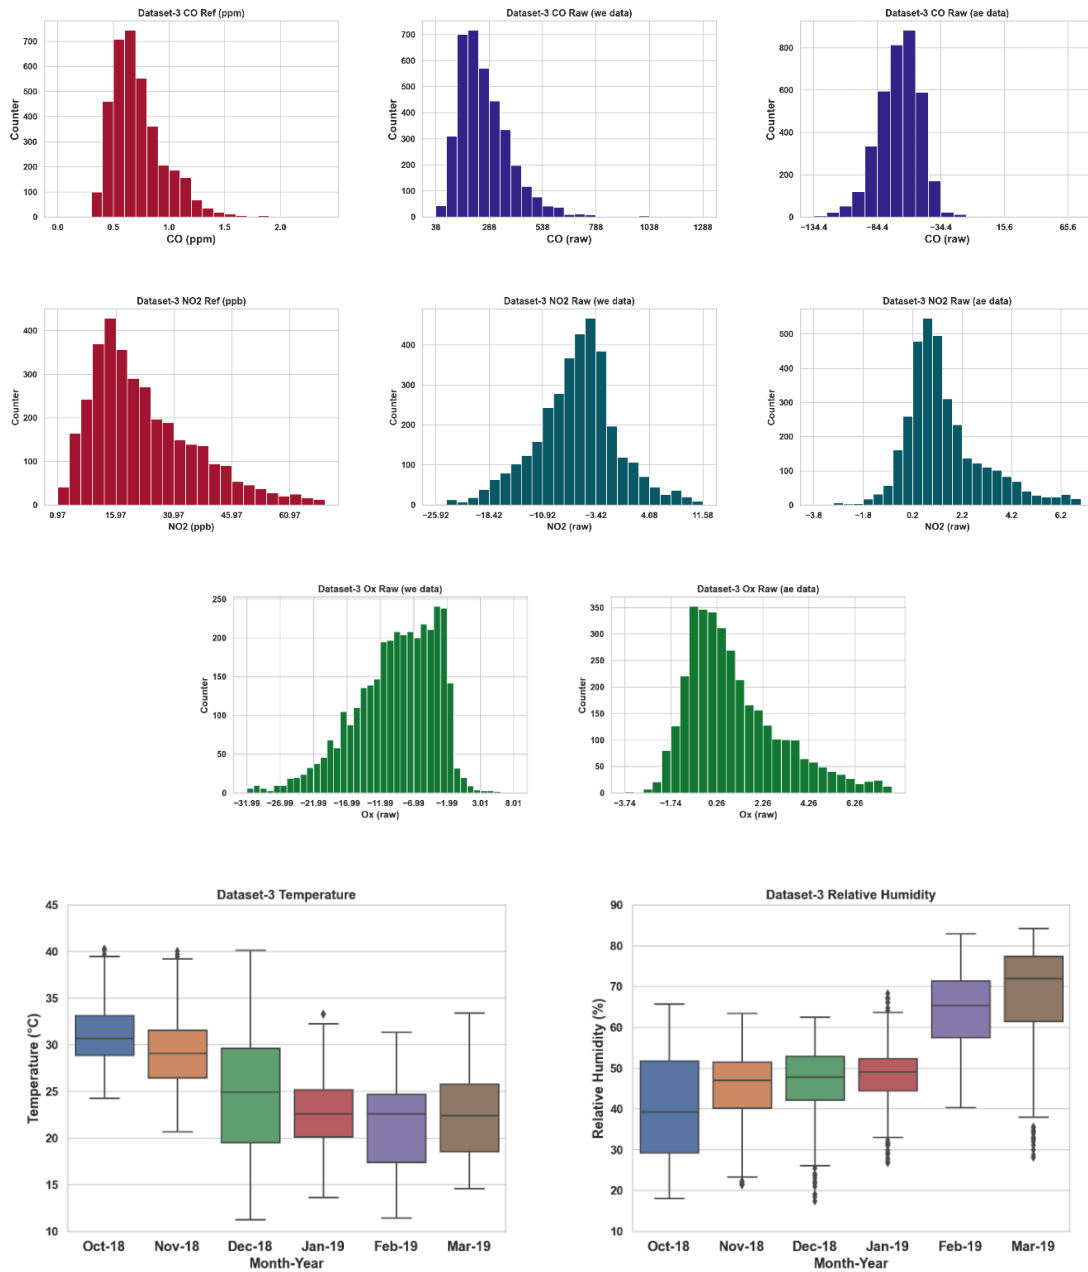 Dataset-3 CO Ref (ppm)
Counter
700
600
500
400
300
200
100
0
0.0 0.5 1.0 1.5 2.0
CO (ppm)
Dataset-3 CO Raw (we data)
Counter
700
600
500
400
300
200
100
0
38 288 538 788 1038 1288
CO (raw)
Dataset-3 CO Raw (ae data)
Counter
800
600
400
200
0
−134.4 −84.4 −34.4 15.6 65.6
CO (raw)
Dataset-3 NO2 Ref (ppb)
Counter
400
300
200
100
0
0.97 15.97 30.97 45.97 60.97
NO2 (ppb)
Dataset-3 NO2 Raw (we data)
Counter
400
300
200
100
0
−25.92 −18.42 −10.92 −3.42 4.08 11.58
NO2 (raw)
Dataset-3 NO2 Raw (ae data)
Counter
500
400
300
200
100
0
−3.8 −1.8 0.2 2.2 4.2 6.2
NO2 (raw)
Dataset-3 Ox Raw (we data)
Counter
250
200
150
100
50
0
−31.99 −26.99 −21.99 −16.99 −11.99 −6.99 −1.99 3.01 8.01
Ox (raw)
Dataset-3 Ox Raw (ae data)
Counter
350
300
250
200
150
100
50
0
−3.74 −1.74 0.26 2.26 4.26 6.26
Ox (raw)
Dataset-3 Temperature
Temperature (°C)
45
40
35
30
25
20
15
10
Oct-18 Nov-18 Dec-18 Jan-19 Feb-19 Mar-19
Month-Year
Dataset-3 Relative Humidity
Relative Humidity (%)
90
80
70
60
50
40
30
20
10
Oct-18 Nov-18 Dec-18 Jan-19 Feb-19 Mar-19
Month-Year